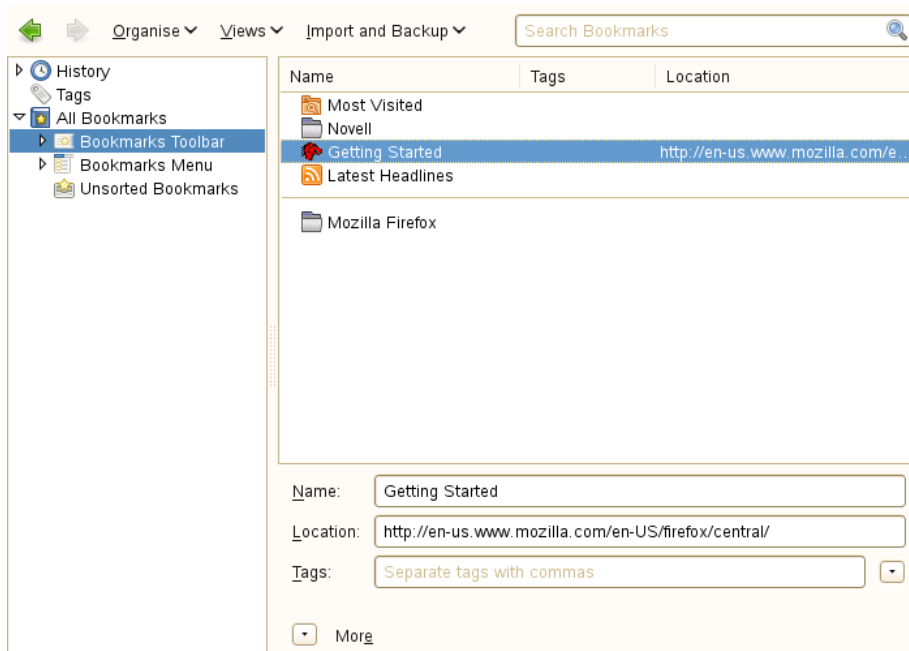 Organise Views Import and Backup Search Bookmarks
History
Tags
All Bookmarks
Bookmarks Toolbar
Bookmarks Menu
Unsorted Bookmarks
Name Tags Location
Most Visited
Novell
Getting Started http://en-us.www.mozilla.com/e...
Latest Headlines
Mozilla Firefox
Name: Getting Started
Location: http://en-us.www.mozilla.com/en-US/firefox/central/
Tags: Separate tags with commas
More